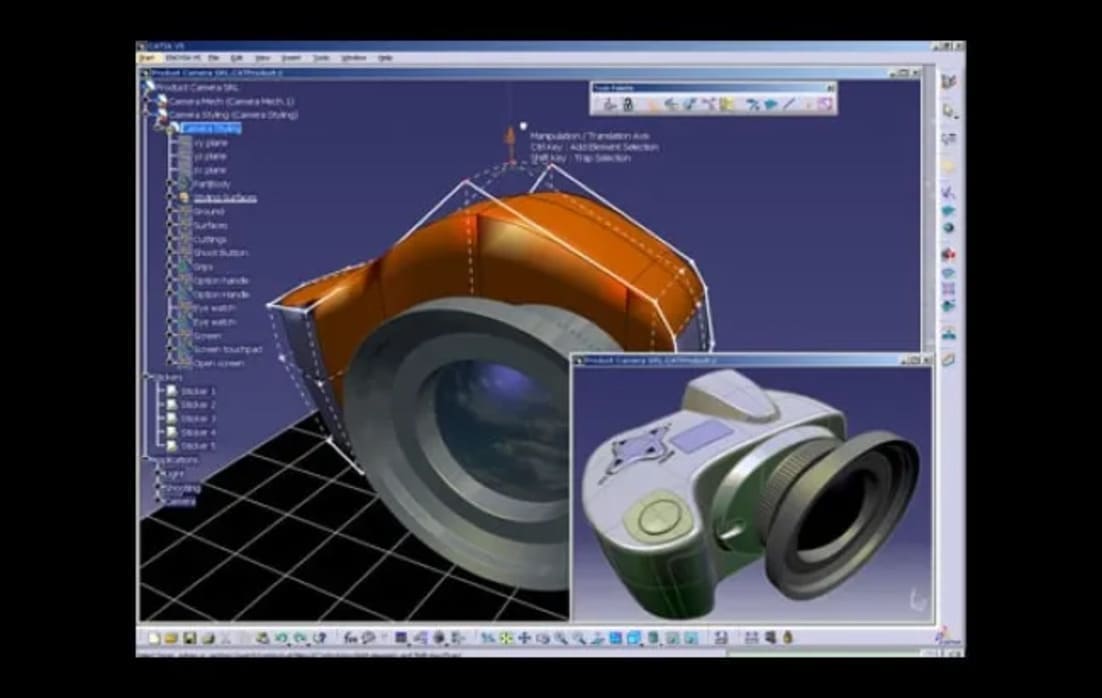 CATIA V5
Start ENOVIA V5 File Edit View Insert Tools Window Help
Product Camera SRL.CATProduct
Product Camera SRL
Camera Mech (Camera Mech.1)
Camera Styling (Camera Styling)
Camera Styling
xy plane
yz plane
zx plane
PartBody
Styling Surfaces
Ground
Surfaces
Cuttings
Shoot Button
Grips
Option handle
Option Handle
Eye watch
Eye watch
Screen
Screen touchpad
Open screen
Stickers
Sticker 1
Sticker 2
Sticker 3
Sticker 4
Sticker 5
Applications
Light
Shooting
Camera
Tools Palette
Manipulation / Translation Axis
Ctrl Key : Add Element Selection
Shift Key : Trap Selection
Product Camera SRL.CATProduct